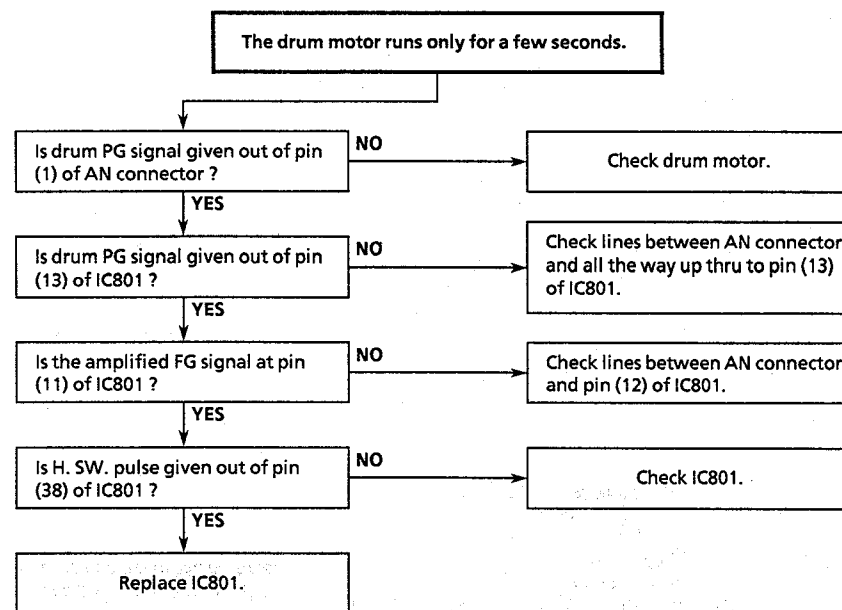 The drum motor runs only for a few seconds.
Is drum PG signal given out of pin
(1) of AN connector ?
NO
Check drum motor.
YES
Is drum PG signal given out of pin
(13) of IC801 ?
NO
Check lines between AN connector
and all the way up thru to pin (13)
of IC801.
YES
Is the amplified FG signal at pin
(11) of IC801 ?
NO
Check lines between AN connector
and pin (12) of IC801.
YES
Is H. SW. pulse given out of pin
(38) of IC801 ?
NO
Check IC801.
YES
Replace IC801.